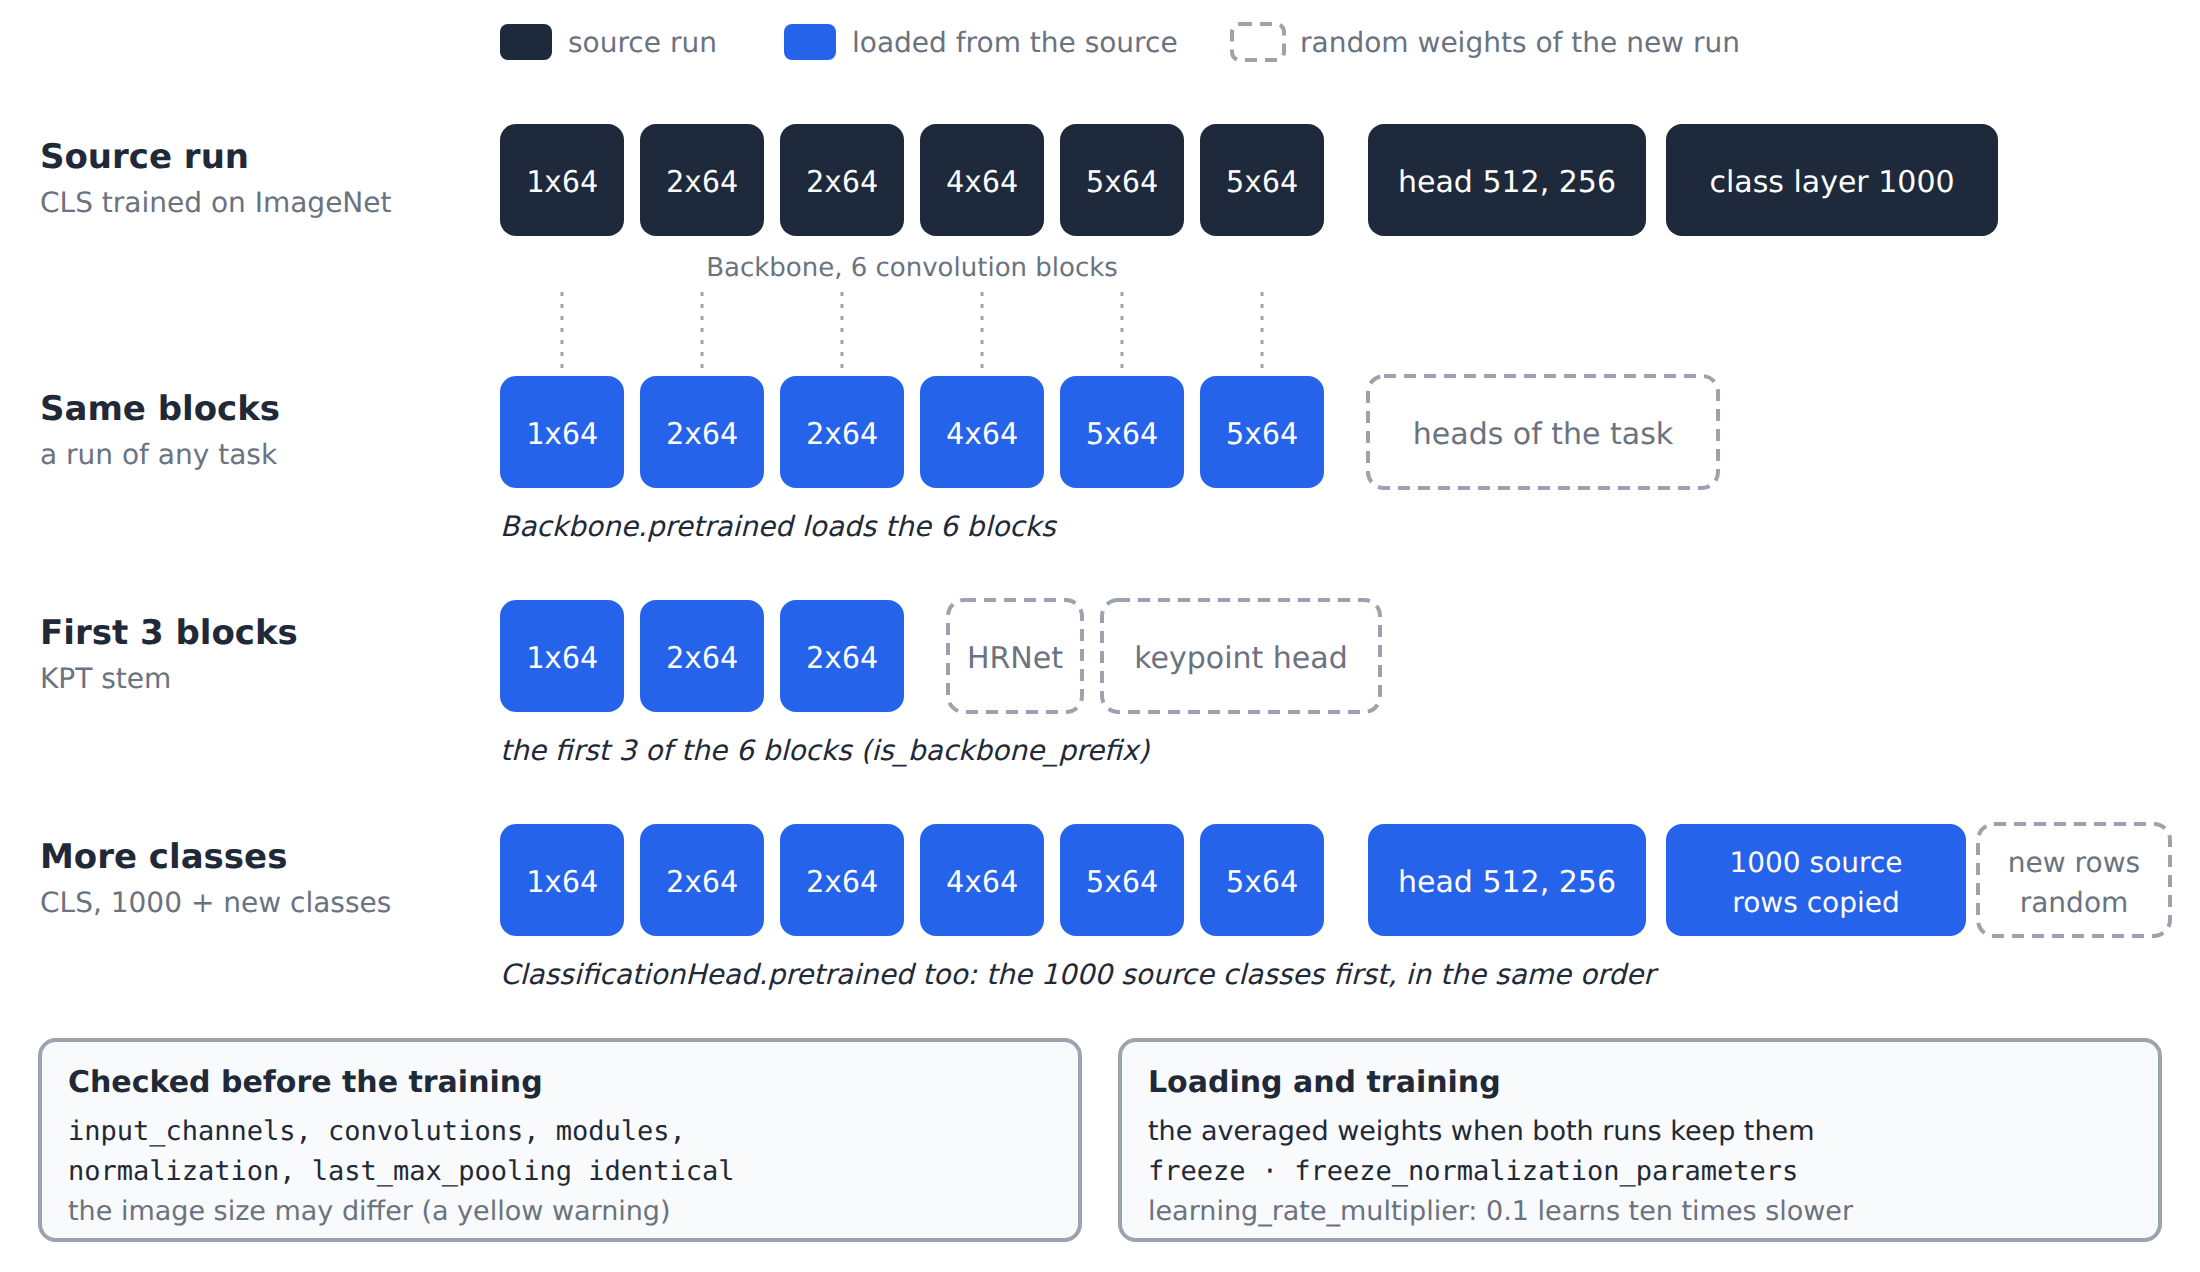 source run
loaded from the source
random weights of the new run
Source run
CLS trained on ImageNet
1x64
2x64
2x64
4x64
5x64
5x64
head 512, 256
class layer 1000
Backbone, 6 convolution blocks
Same blocks
a run of any task
1x64
2x64
2x64
4x64
5x64
5x64
heads of the task
Backbone.pretrained loads the 6 blocks
First 3 blocks
KPT stem
1x64
2x64
2x64
HRNet
keypoint head
the first 3 of the 6 blocks (is_backbone_prefix)
More classes
CLS, 1000 + new classes
1x64
2x64
2x64
4x64
5x64
5x64
head 512, 256
1000 source
rows copied
new rows
random
ClassificationHead.pretrained too: the 1000 source classes first, in the same order
Checked before the training
input_channels, convolutions, modules,
normalization, last_max_pooling identical
the image size may differ (a yellow warning)
Loading and training
the averaged weights when both runs keep them
freeze · freeze_normalization_parameters
learning_rate_multiplier: 0.1 learns ten times slower